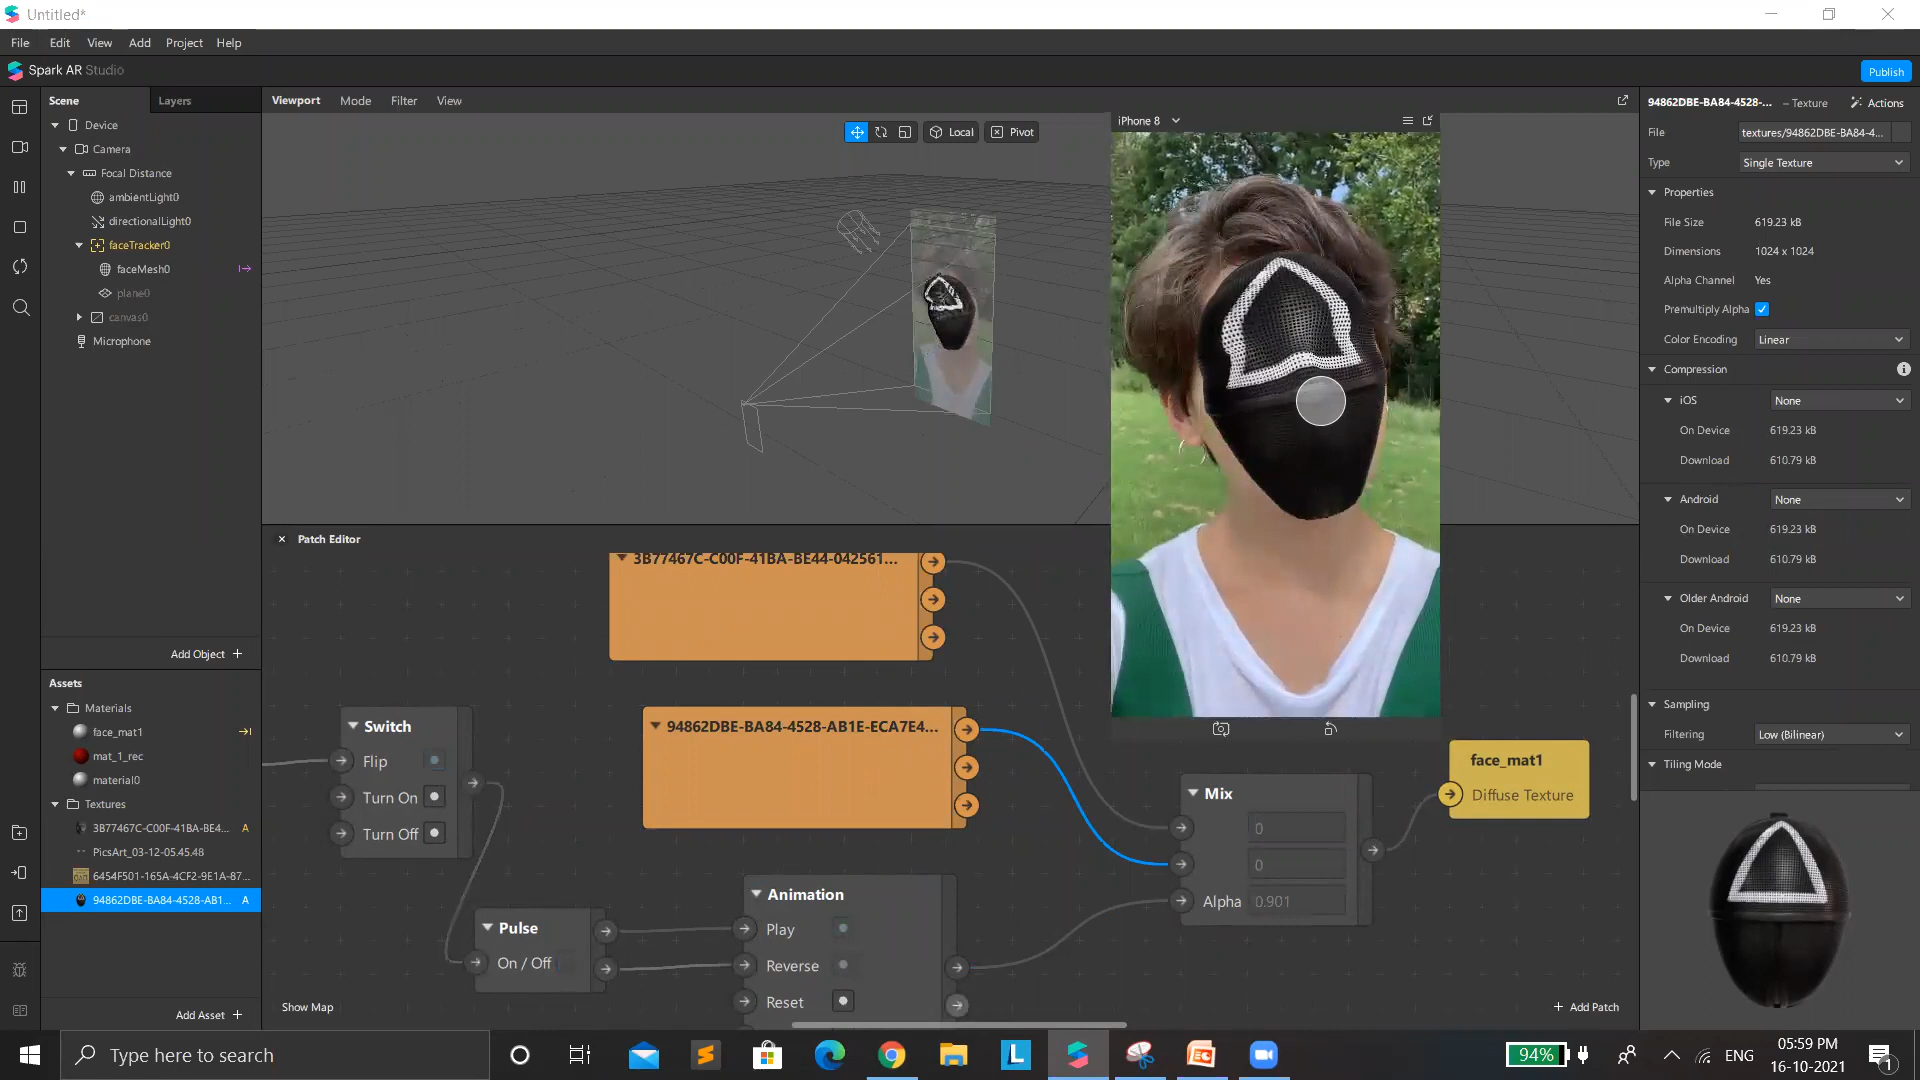 Untitled*
File Edit View Add Project Help
Spark AR Studio
Publish
Scene Layers
Device
Camera
Focal Distance
ambientLight0
directionalLight0
faceTracker0
faceMesh0
plane0
canvas0
Microphone
Add Object +
Assets
Materials
face_mat1
mat_1_rec
material0
Textures
3B77467C-C00F-41BA-BE4... A
PicsArt_03-12-05.45.48
6454F501-165A-4CF2-9E1A-87...
94862DBE-BA84-4528-AB1... A
Add Asset +
Viewport Mode Filter View
Local Pivot
iPhone 8
Patch Editor
3B77467C-C00F-41BA-BE44-042561...
94862DBE-BA84-4528-AB1E-ECA7E4...
Switch
Flip
Turn On
Turn Off
Pulse
On / Off
Animation
Play
Reverse
Reset
Mix
0
0
Alpha 0.901
face_mat1
Diffuse Texture
Show Map
+ Add Patch
94862DBE-BA84-4528-... – Texture Actions
File textures/94862DBE-BA84-4...
Type Single Texture
Properties
File Size 619.23 kB
Dimensions 1024 x 1024
Alpha Channel Yes
Premultiply Alpha
Color Encoding Linear
Compression
iOS None
On Device 619.23 kB
Download 610.79 kB
Android None
On Device 619.23 kB
Download 610.79 kB
Older Android None
On Device 619.23 kB
Download 610.79 kB
Sampling
Filtering Low (Bilinear)
Tiling Mode
Type here to search
94%
ENG
05:59 PM
16-10-2021
1